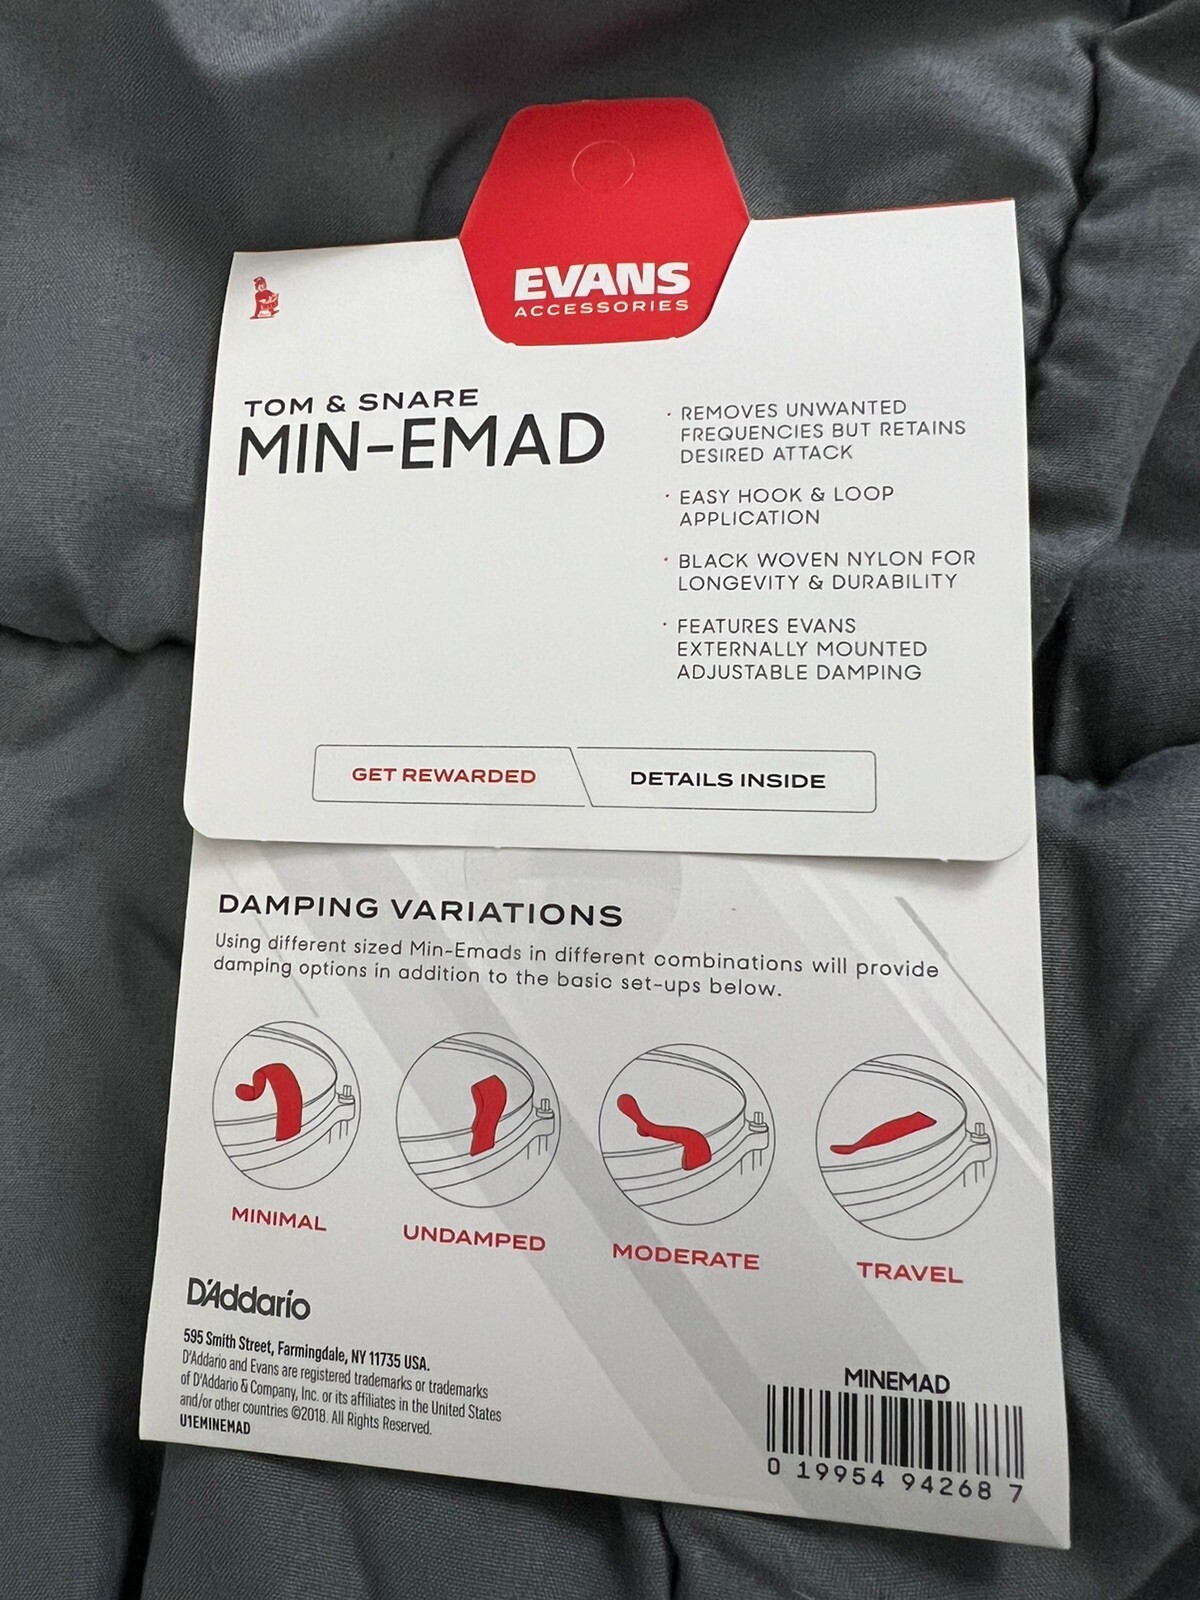 EVANS
ACCESSORIES
TOM & SNARE
MIN-EMAD
· REMOVES UNWANTED
FREQUENCIES BUT RETAINS
DESIRED ATTACK
· EASY HOOK & LOOP
APPLICATION
· BLACK WOVEN NYLON FOR
LONGEVITY & DURABILITY
· FEATURES EVANS
EXTERNALLY MOUNTED
ADJUSTABLE DAMPING
GET REWARDED DETAILS INSIDE
DAMPING VARIATIONS
Using different sized Min-Emads in different combinations will provide
damping options in addition to the basic set-ups below.
MINIMAL
UNDAMPED
MODERATE
TRAVEL
D'Addario
595 Smith Street, Farmingdale, NY 11735 USA.
D'Addario and Evans are registered trademarks or trademarks
of D'Addario & Company, Inc. or its affiliates in the United States
and/or other countries ©2018. All Rights Reserved.
U1EMINEMAD
MINEMAD
0 19954 94268 7